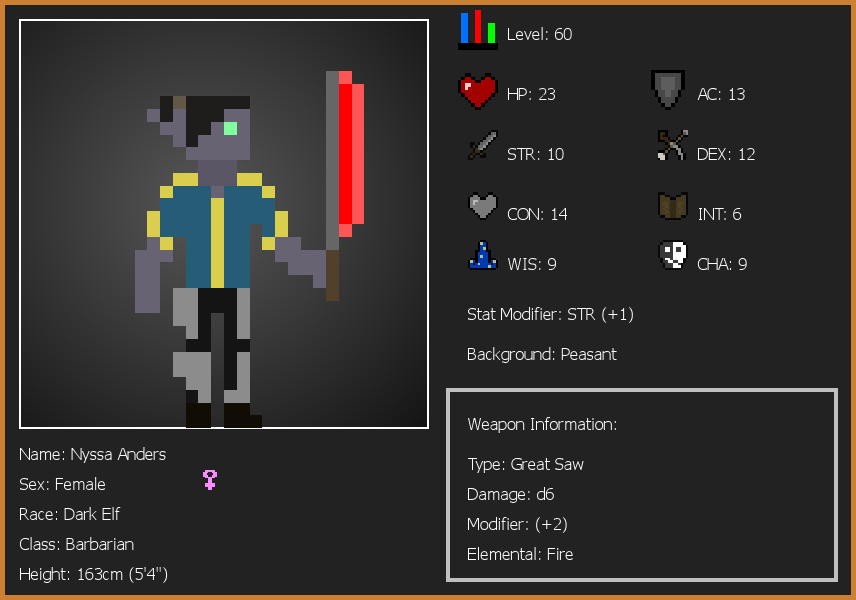 Level: 60
HP: 23
AC: 13
STR: 10
DEX: 12
CON: 14
INT: 6
WIS: 9
CHA: 9
Stat Modifier: STR (+1)
Background: Peasant
Weapon Information:
Type: Great Saw
Damage: d6
Modifier: (+2)
Elemental: Fire
Name: Nyssa Anders
Sex: Female
Race: Dark Elf
Class: Barbarian
Height: 163cm (5'4")